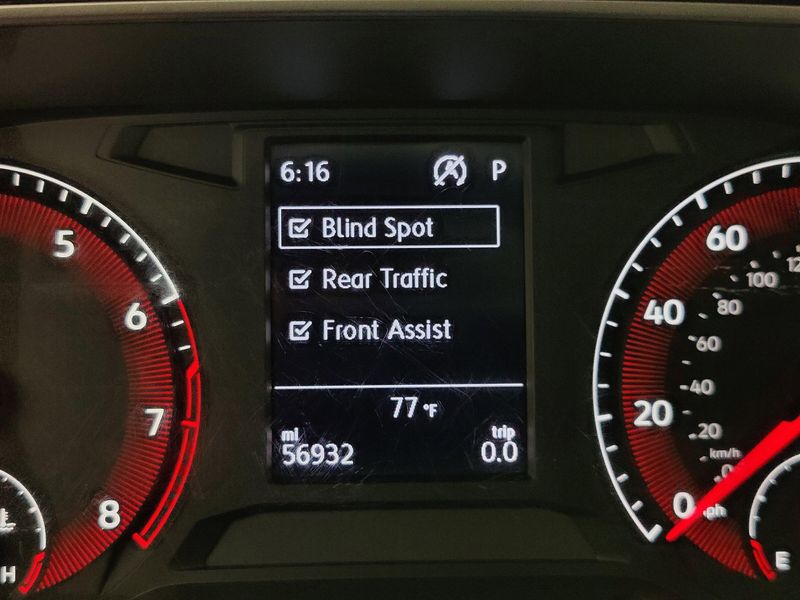 6:16 P
Blind Spot
Rear Traffic
Front Assist
77 °F
mi trip
56932 0.0
5
6
7
8
H
60
40
20
0
100
80
60
40
20
km/h
E